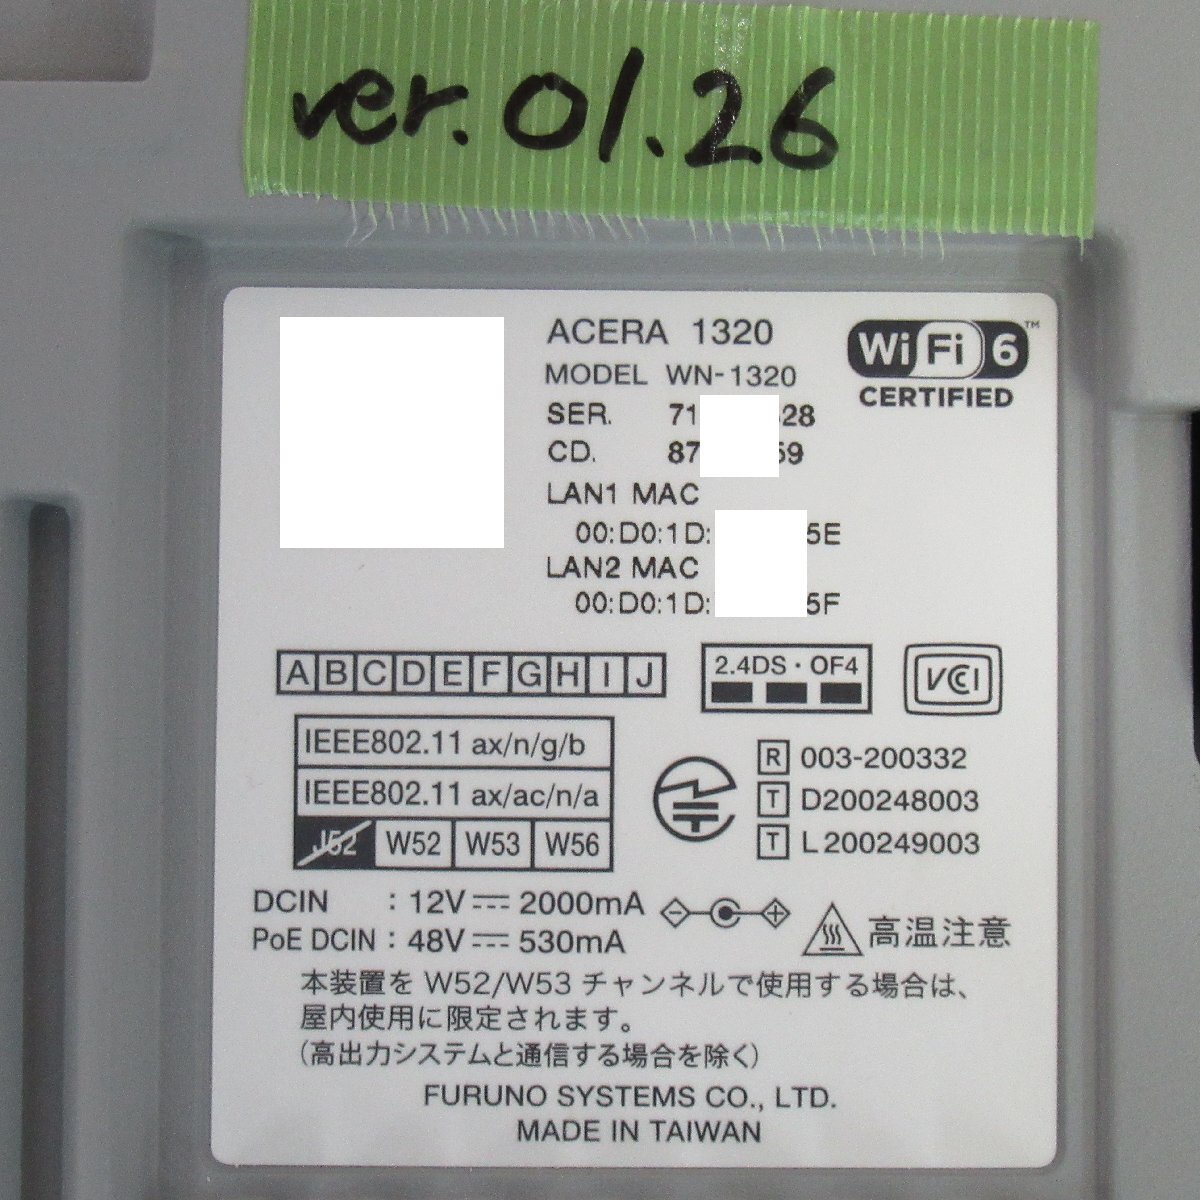 ver.01.26
ACERA 1320
MODEL WN-1320
WiFi 6 ™
CERTIFIED
SER. 71 28
CD. 87 59
LAN1 MAC
00:D0:1D: 5E
LAN2 MAC
00:D0:1D: 5F
A B C D E F G H I J
2.4DS・OF4
VCCI
IEEE802.11 ax/n/g/b
IEEE802.11 ax/ac/n/a
J52 W52 W53 W56
R 003-200332
T D200248003
T L200249003
DCIN : 12V 2000mA
PoE DCIN : 48V 530mA
高温注意
本装置を W52/W53 チャンネルで使用する場合は、
屋内使用に限定されます。
(高出力システムと通信する場合を除く)
FURUNO SYSTEMS CO., LTD.
MADE IN TAIWAN